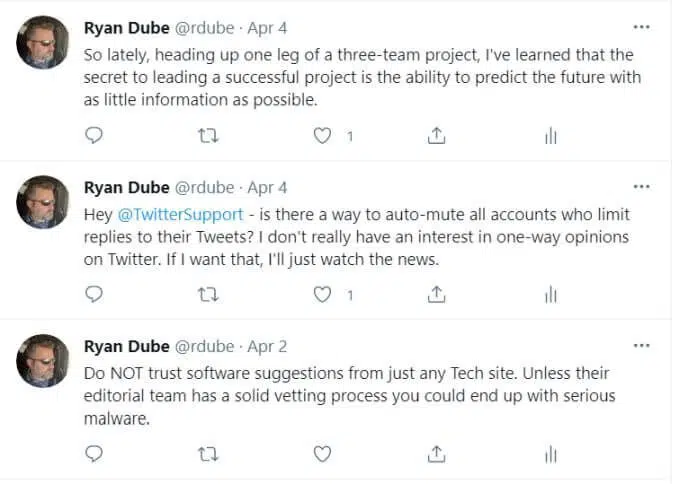 Ryan Dube @rdube · Apr 4
So lately, heading up one leg of a three-team project, I've learned that the
secret to leading a successful project is the ability to predict the future with
as little information as possible.
1
Ryan Dube @rdube · Apr 4
Hey @TwitterSupport - is there a way to auto-mute all accounts who limit
replies to their Tweets? I don't really have an interest in one-way opinions
on Twitter. If I want that, I'll just watch the news.
1
Ryan Dube @rdube · Apr 2
Do NOT trust software suggestions from just any Tech site. Unless their
editorial team has a solid vetting process you could end up with serious
malware.